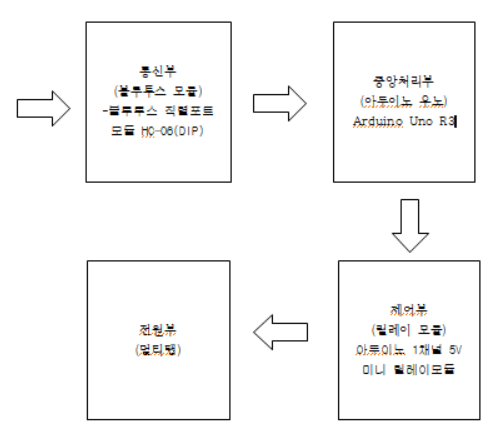 통신부
(블루투스 모듈)
-블루투스 직렬포트
모듈 HC-06(DIP)
중앙처리부
(아두이노 우노)
Arduino Uno R3
제어부
(릴레이 모듈)
아두이노 1채널 5V
미니 릴레이모듈
전원부
(멀티탭)